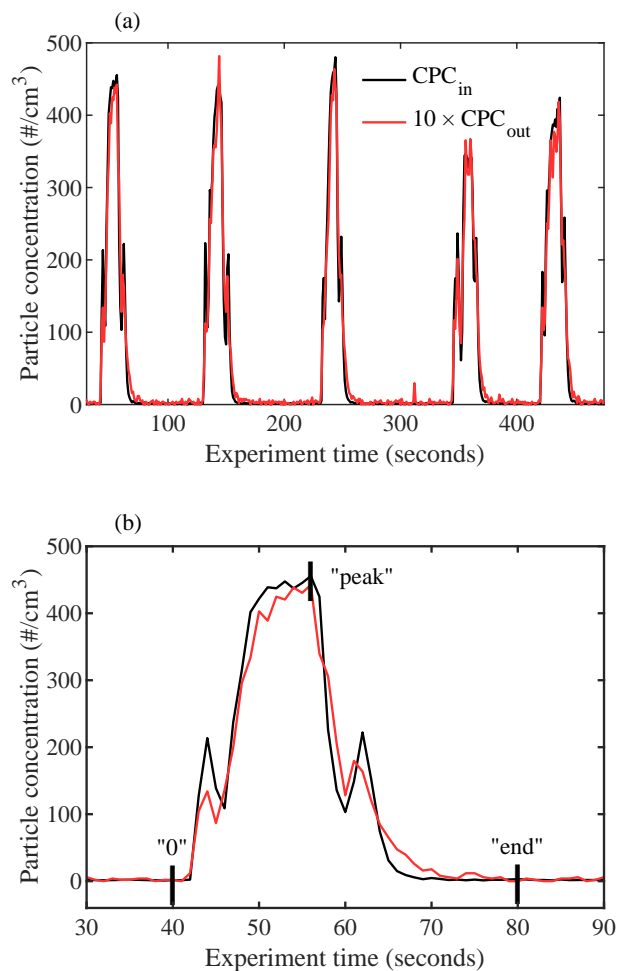 (a)
500
400
300
200
100
0
Particle concentration (#/cm³)
CPC_in
10 × CPC_out
100
200
300
400
Experiment time (seconds)
(b)
500
400
300
200
100
0
Particle concentration (#/cm³)
"peak"
"0"
"end"
30
40
50
60
70
80
90
Experiment time (seconds)